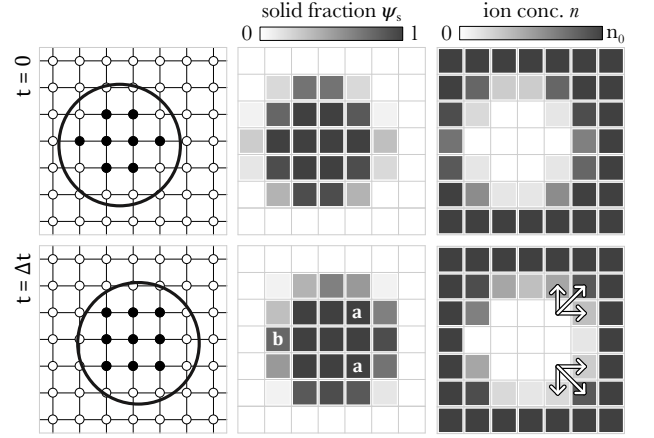 solid fraction ψs
0 1
ion conc. n
0 n0
t = 0
t = Δt
a
b
a